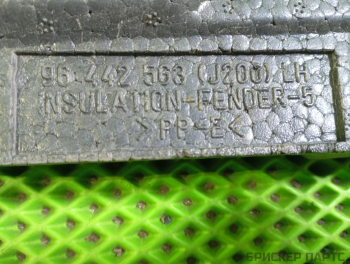 96 442 563 (J200) LH
INSULATION-FENDER-5
>PP-E<
БРИСКЕР ПАРТС